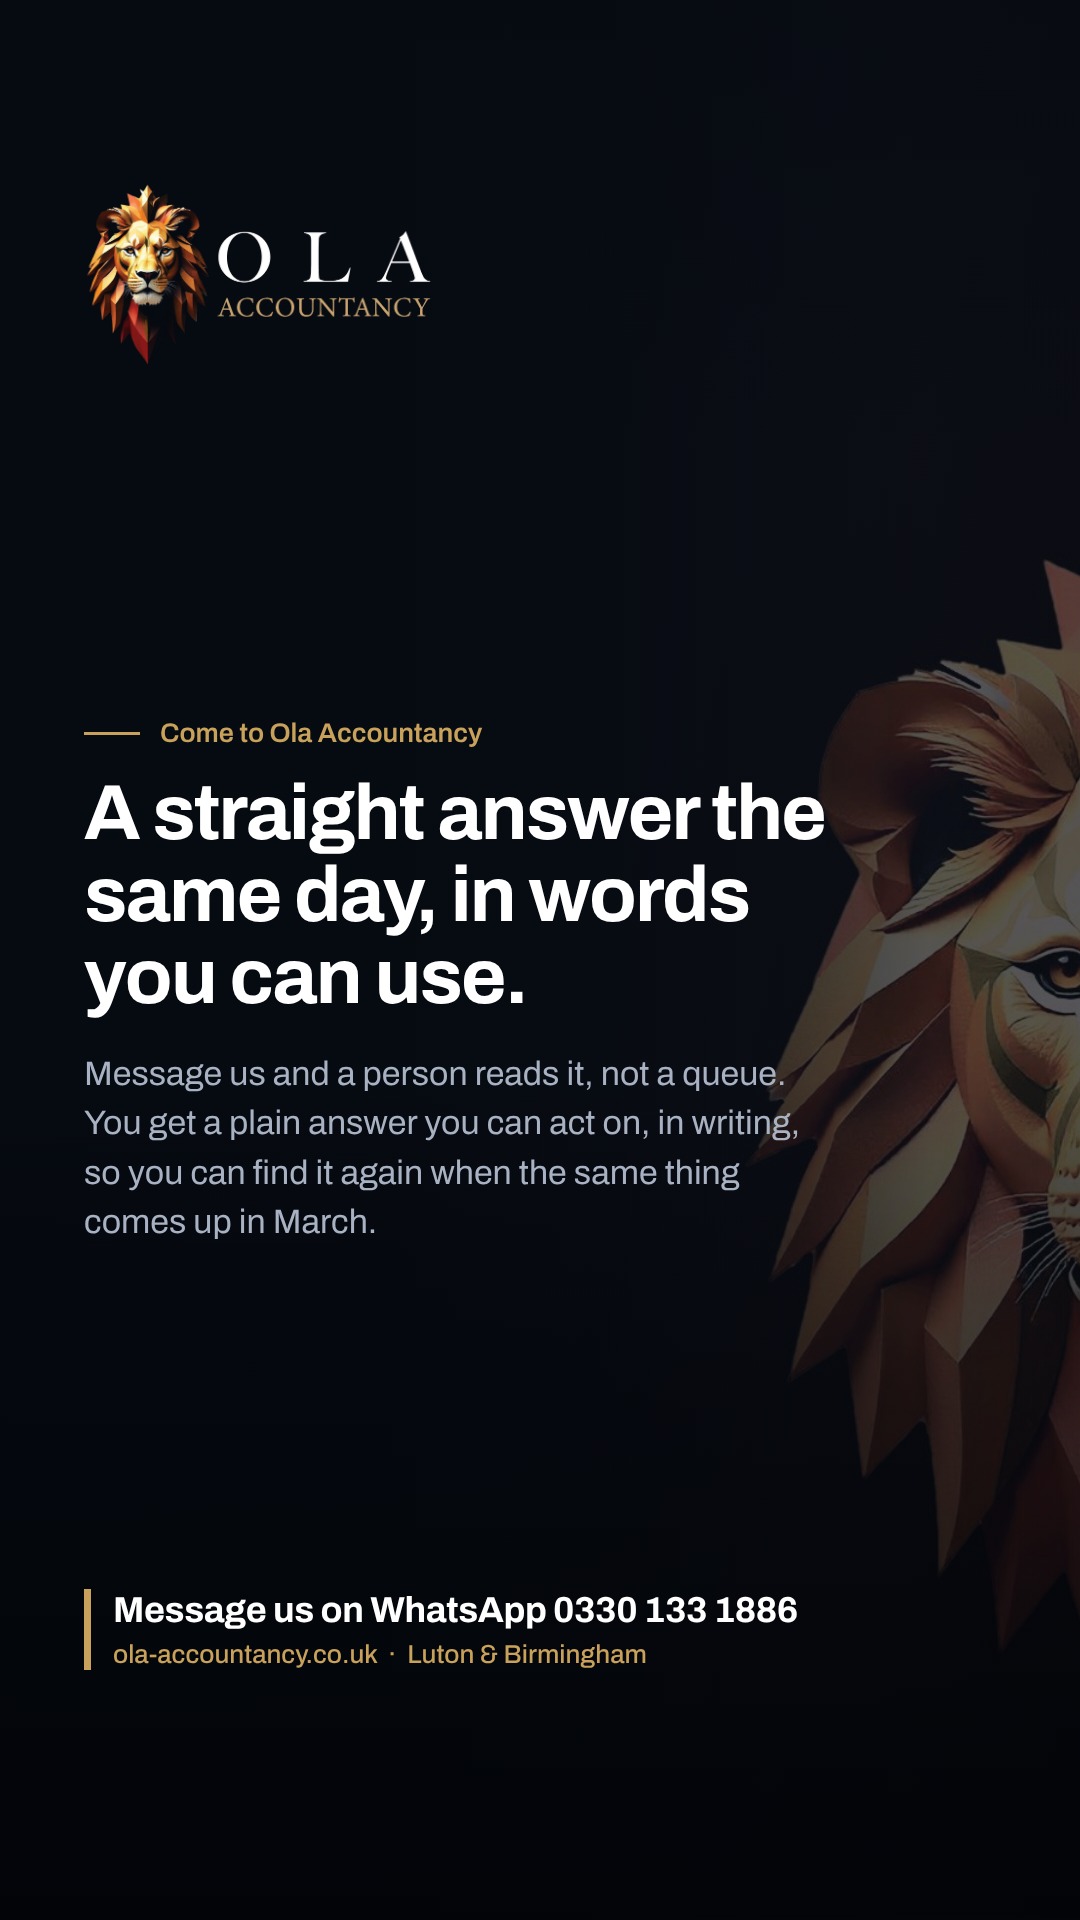 OLA
ACCOUNTANCY
Come to Ola Accountancy
A straight answer the
same day, in words
you can use.
Message us and a person reads it, not a queue.
You get a plain answer you can act on, in writing,
so you can find it again when the same thing
comes up in March.
Message us on WhatsApp 0330 133 1886
ola-accountancy.co.uk · Luton & Birmingham